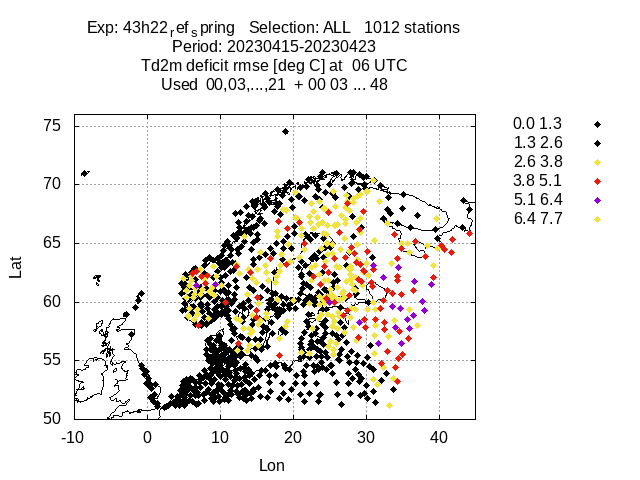 Exp: 43h22refspring   Selection: ALL   1012 stations
Period: 20230415-20230423
Td2m deficit rmse [deg C] at  06 UTC
Used  00,03,...,21  + 00 03 ... 48
0.0 1.3
1.3 2.6
2.6 3.8
3.8 5.1
5.1 6.4
6.4 7.7
75
70
65
60
55
50
Lat
-10 0 10 20 30 40
Lon